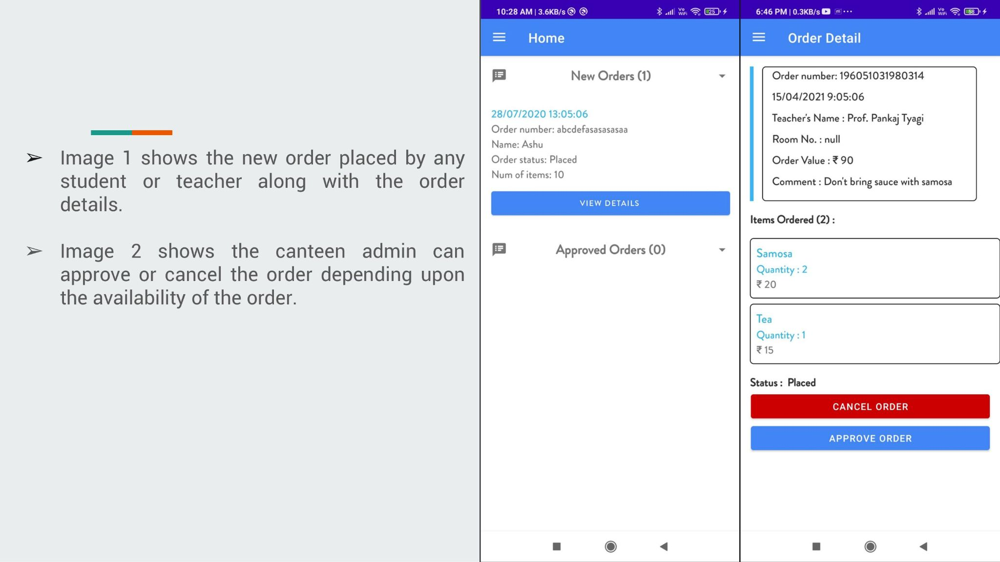 ➢ Image 1 shows the new order placed by any
student or teacher along with the order
details.
➢ Image 2 shows the canteen admin can
approve or cancel the order depending upon
the availability of the order.
10:28 AM | 3.6KB/s
Vo WiFi 25
Home
New Orders (1)
28/07/2020 13:05:06
Order number: abcdefasasasasaa
Name: Ashu
Order status: Placed
Num of items: 10
VIEW DETAILS
Approved Orders (0)
6:46 PM | 0.3KB/s m ...
Vo WiFi 58
Order Detail
Order number: 196051031980314
15/04/2021 9:05:06
Teacher's Name : Prof. Pankaj Tyagi
Room No. : null
Order Value : ₹ 90
Comment : Don't bring sauce with samosa
Items Ordered (2) :
Samosa
Quantity : 2
₹ 20
Tea
Quantity : 1
₹ 15
Status : Placed
CANCEL ORDER
APPROVE ORDER